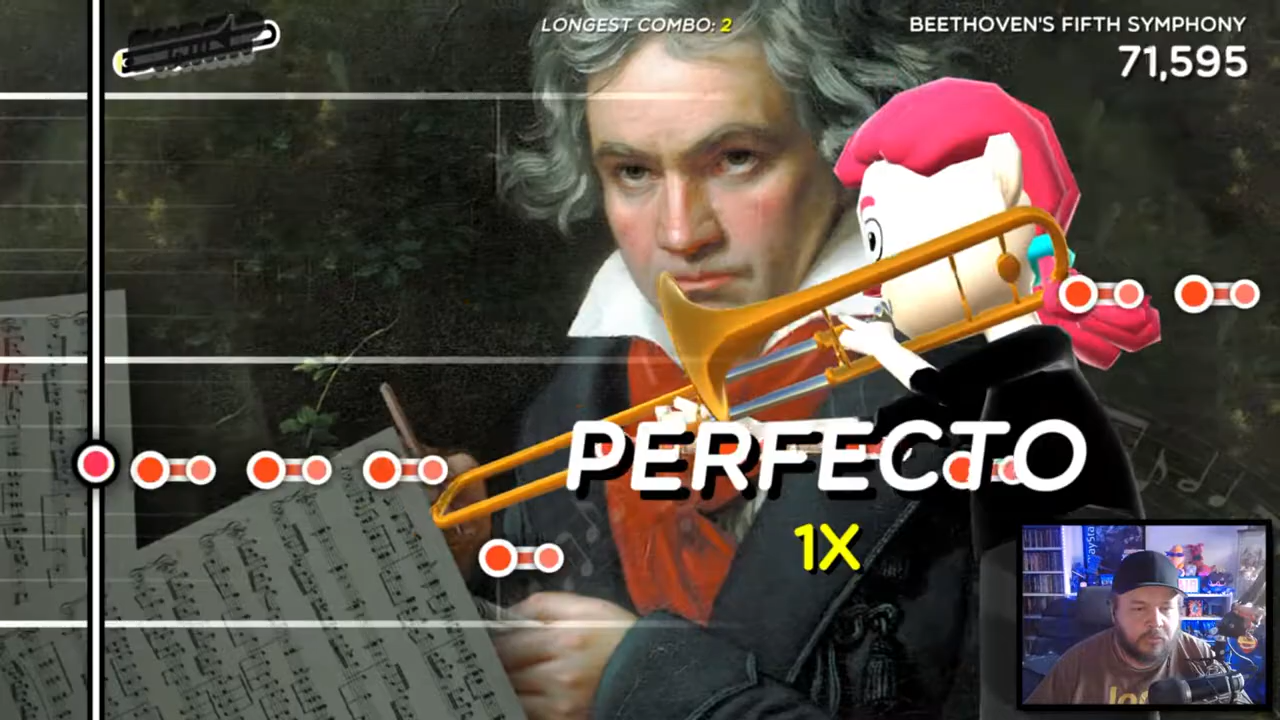 LONGEST COMBO: 2
BEETHOVEN'S FIFTH SYMPHONY
71,595
PERFECTO
1X